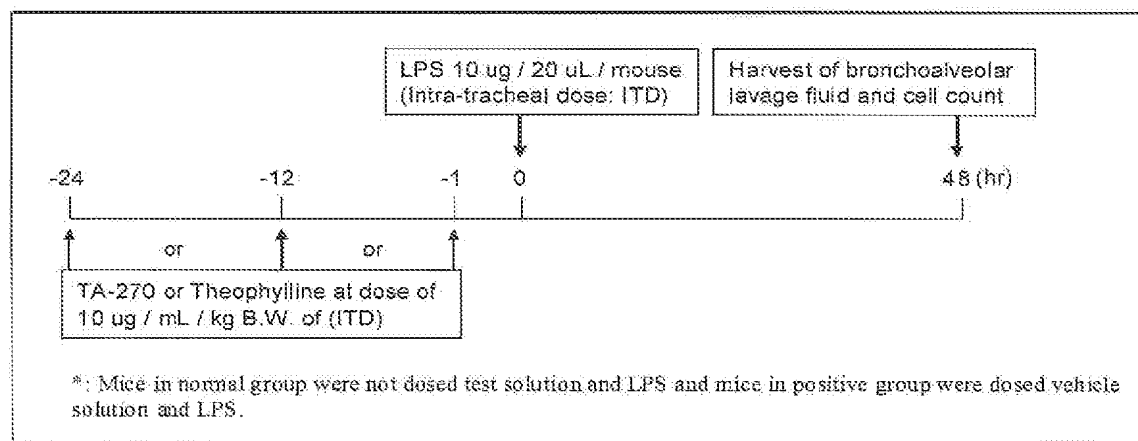 LPS 10 ug / 20 uL / mouse
(Intra-tracheal dose: ITD)
Harvest of bronchoalveolar
lavage fluid and cell count
-24 -12 -1 0 48 (hr)
or or
TA-270 or Theophylline at dose of
10 ug / mL / kg B.W. of (ITD)
*: Mice in normal group were not dosed test solution and LPS and mice in positive group were dosed vehicle
solution and LPS.